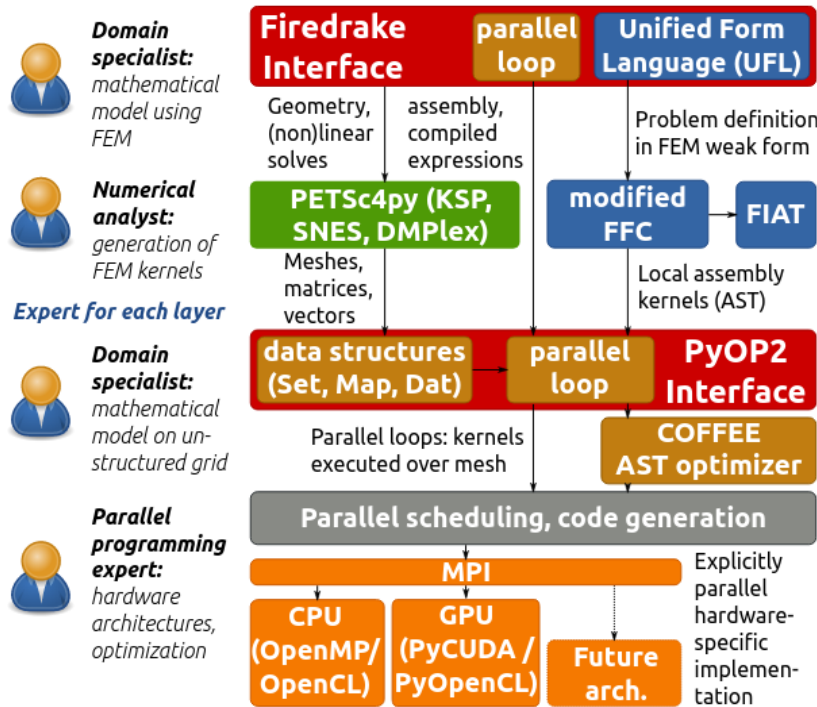 Domain
specialist:
mathematical
model using
FEM
Firedrake
Interface
parallel
loop
Unified Form
Language (UFL)
Geometry,
(non)linear
solves
assembly,
compiled
expressions
Problem definition
in FEM weak form
Numerical
analyst:
generation of
FEM kernels
PETSc4py (KSP,
SNES, DMPlex)
modified
FFC
FIAT
Meshes,
matrices,
vectors
Local assembly
kernels (AST)
Expert for each layer
Domain
specialist:
mathematical
model on un-
structured grid
data structures
(Set, Map, Dat)
parallel
loop
PyOP2
Interface
Parallel loops: kernels
executed over mesh
COFFEE
AST optimizer
Parallel
programming
expert:
hardware
architectures,
optimization
Parallel scheduling, code generation
MPI
CPU
(OpenMP/
OpenCL)
GPU
(PyCUDA /
PyOpenCL)
Future
arch.
Explicitly
parallel
hardware-
specific
implemen-
tation